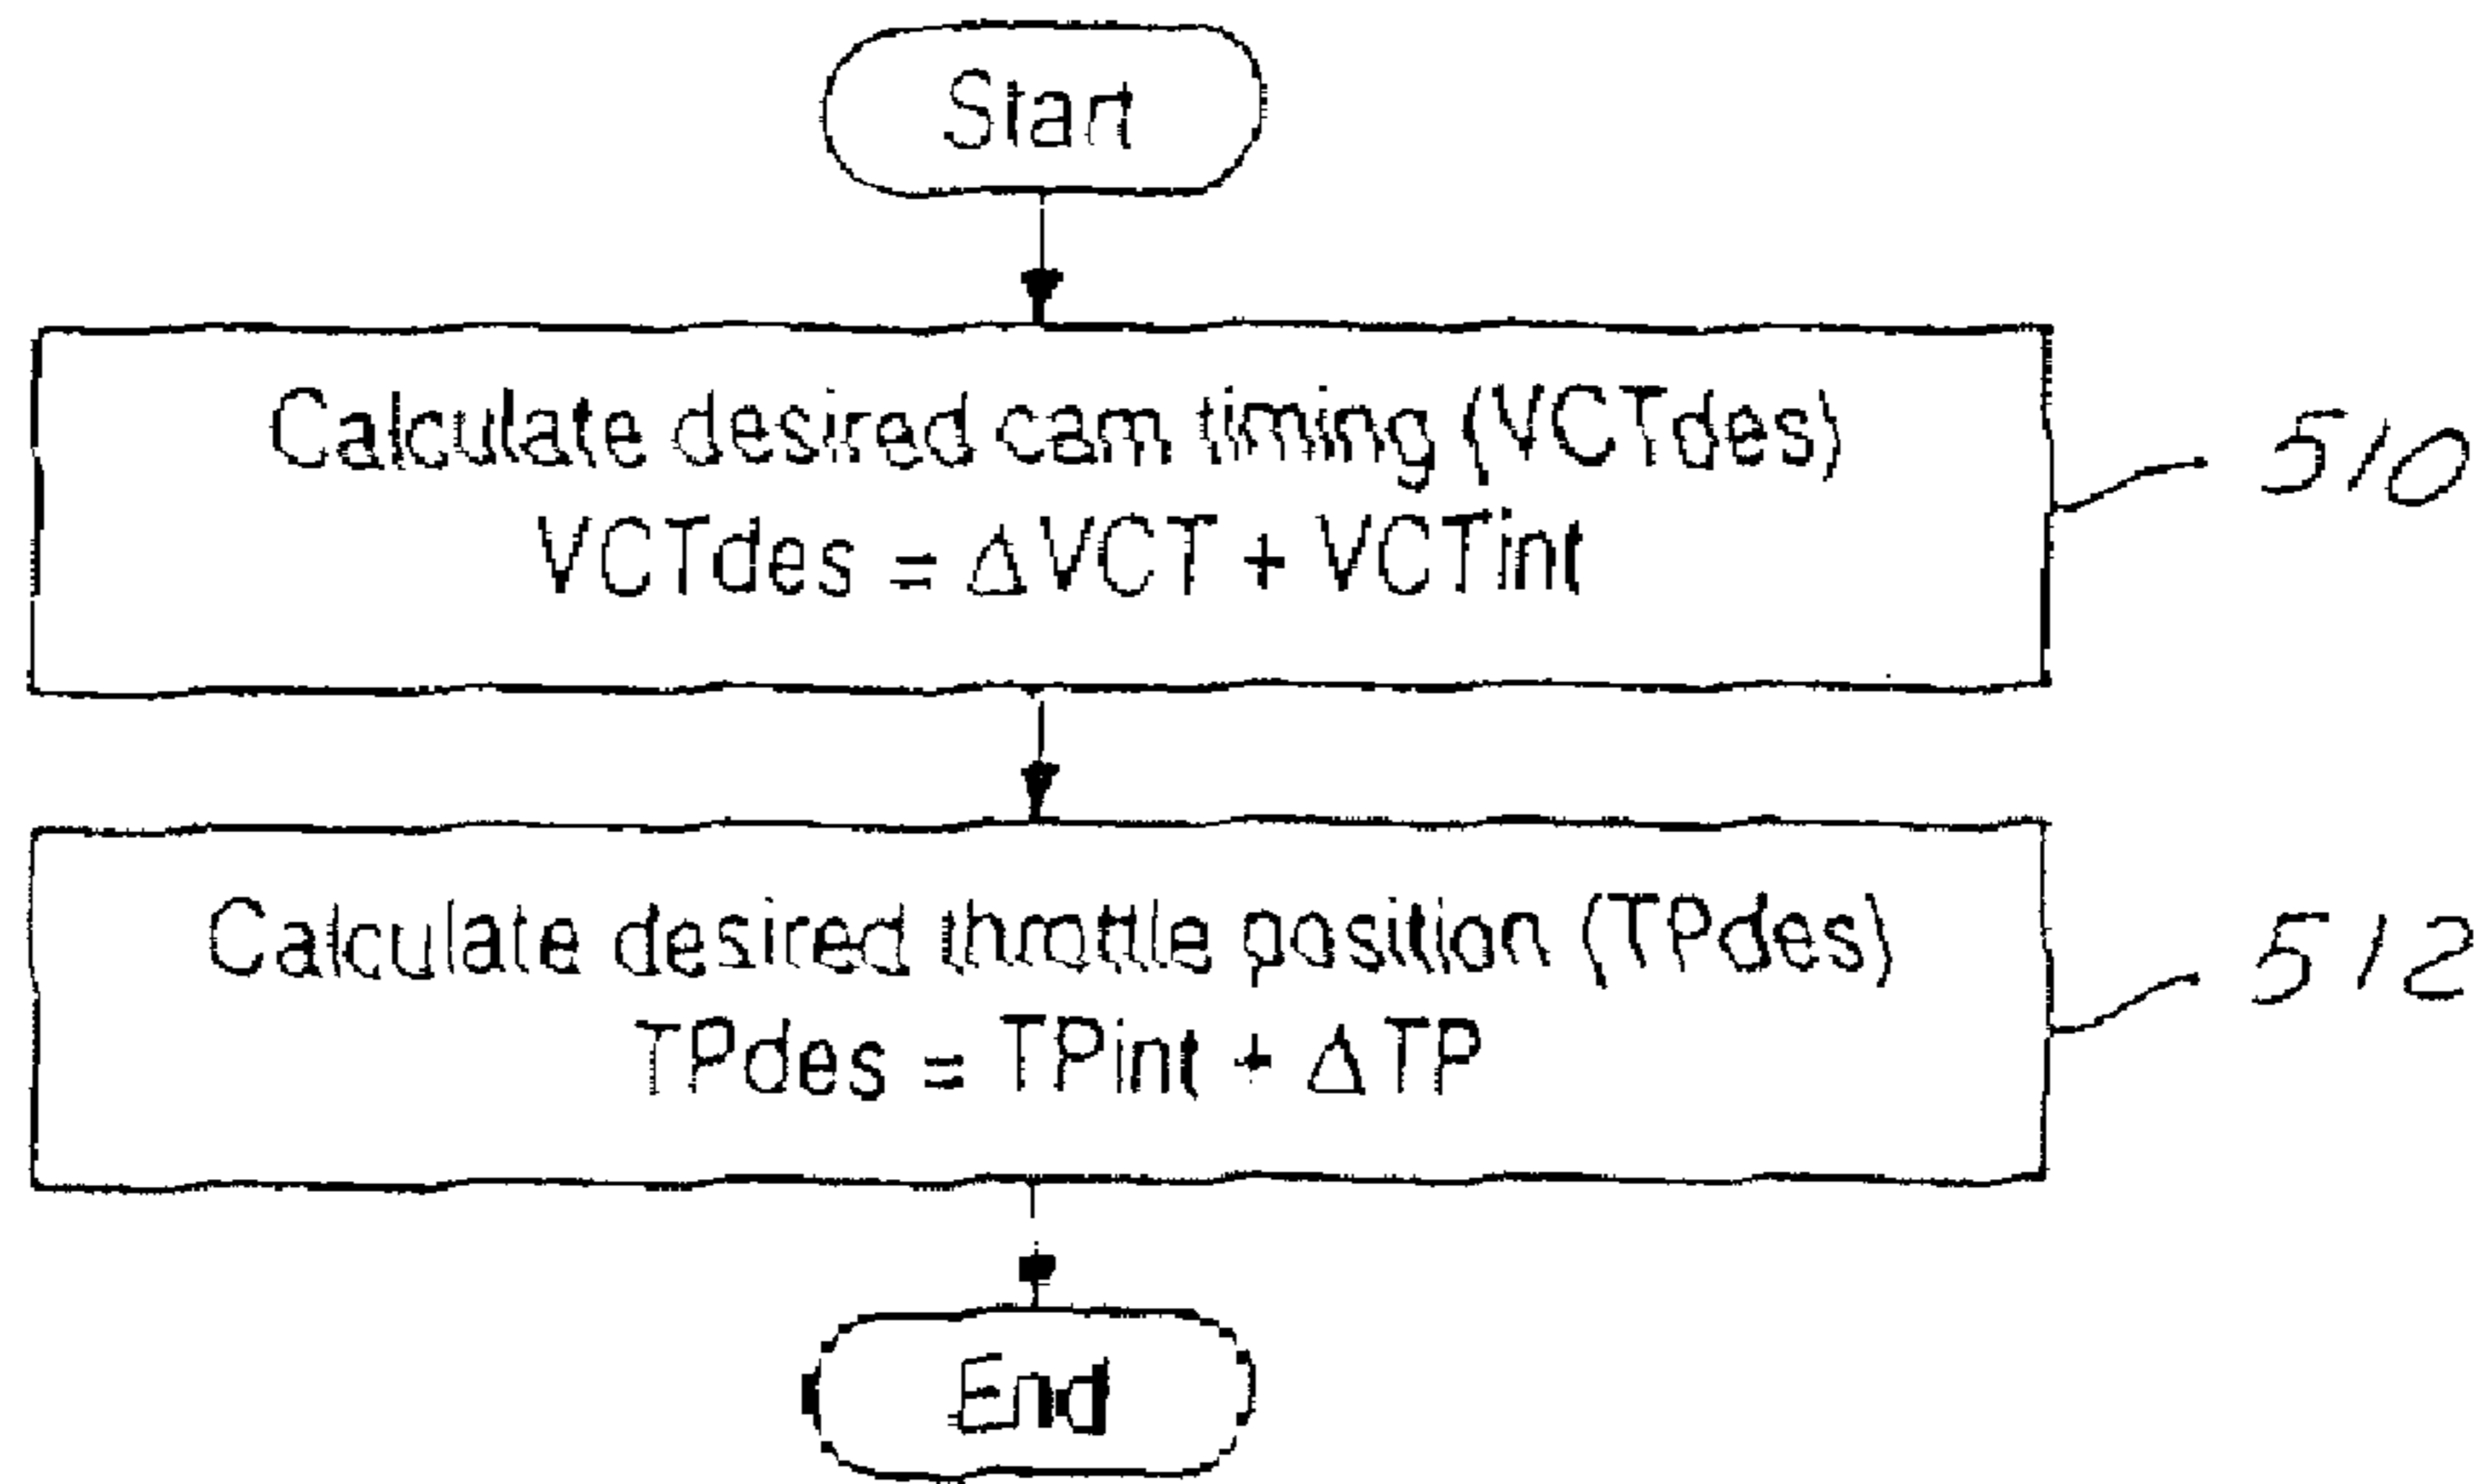 Start
Calculate desired cam timing (VCTdes)
VCTdes = ΔVCT + VCTint
510
Calculate desired throttle position (TPdes)
TPdes = TPint + ΔTP
512
End